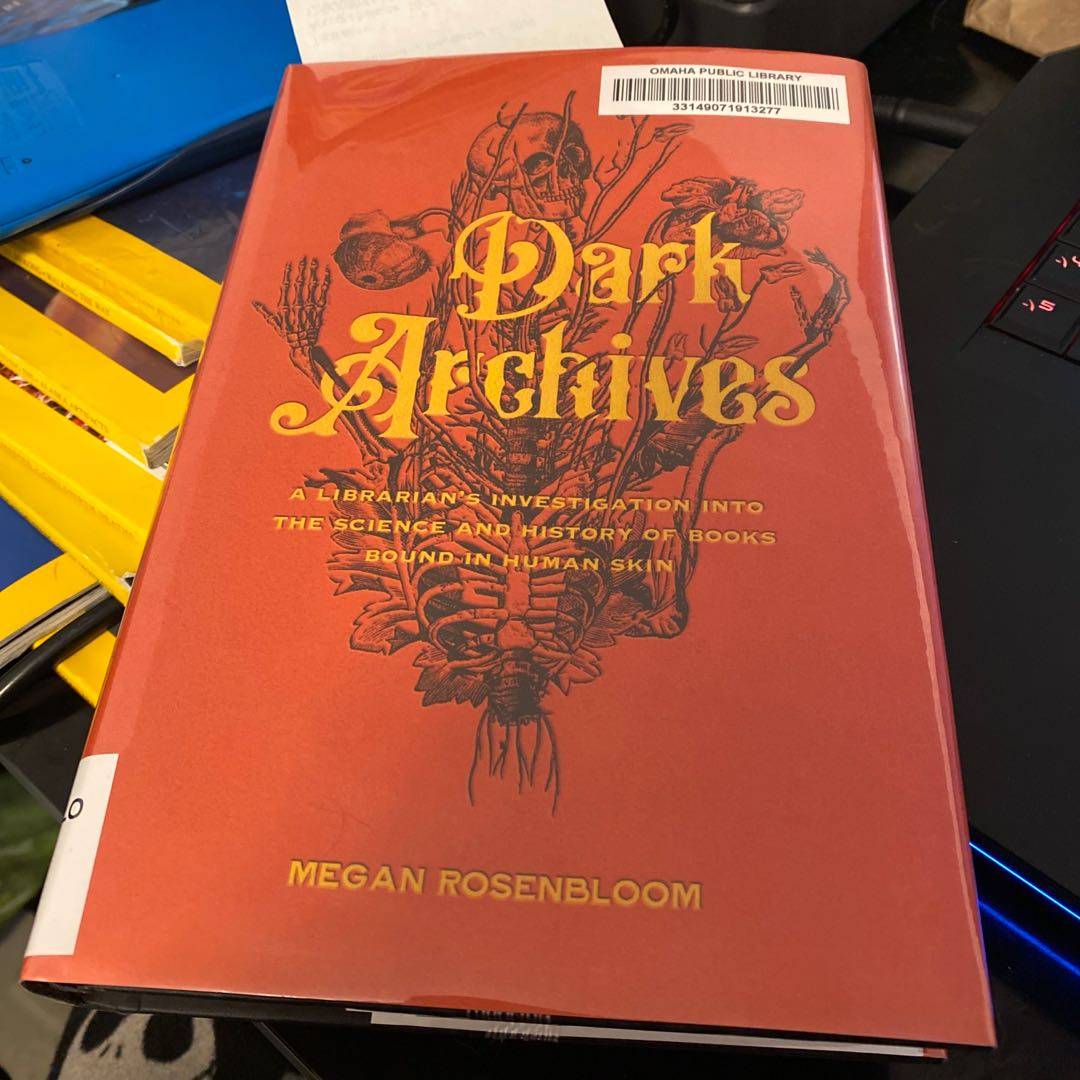 OMAHA PUBLIC LIBRARY
33149071913277
Dark
Archives
A LIBRARIAN'S INVESTIGATION INTO
THE SCIENCE AND HISTORY OF BOOKS
BOUND IN HUMAN SKIN
MEGAN ROSENBLOOM